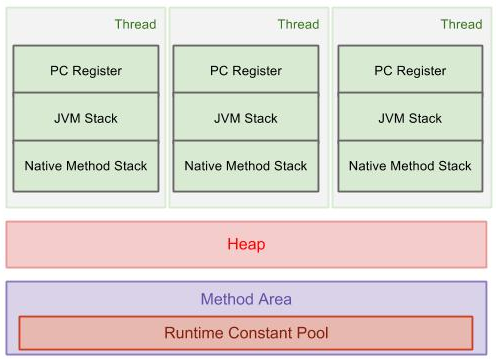 Thread
PC Register
JVM Stack
Native Method Stack
Thread
PC Register
JVM Stack
Native Method Stack
Thread
PC Register
JVM Stack
Native Method Stack
Heap
Method Area
Runtime Constant Pool